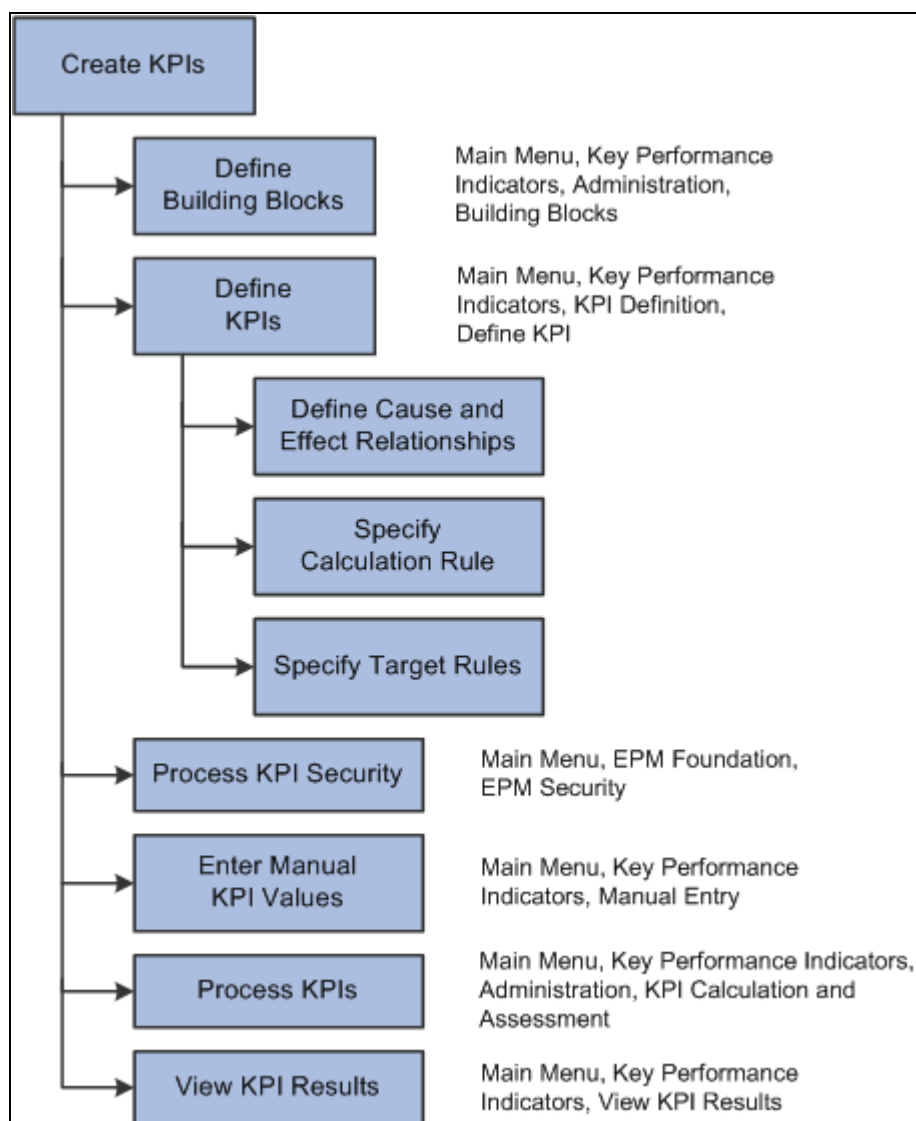 Create KPIs
Define
Building Blocks
Main Menu, Key Performance
Indicators, Administration,
Building Blocks
Define
KPIs
Main Menu, Key Performance
Indicators, KPI Definition,
Define KPI
Define Cause and
Effect Relationships
Specify
Calculation Rule
Specify Target Rules
Process KPI Security
Main Menu, EPM Foundation,
EPM Security
Enter Manual
KPI Values
Main Menu, Key Performance
Indicators, Manual Entry
Process KPIs
Main Menu, Key Performance Indicators,
Administration, KPI Calculation and
Assessment
View KPI Results
Main Menu, Key Performance
Indicators, View KPI Results